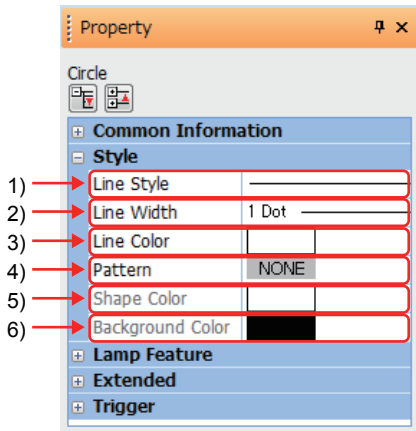 Property
Circle
Common Information
Style
1) Line Style
2) Line Width 1 Dot
3) Line Color
4) Pattern NONE
5) Shape Color
6) Background Color
Lamp Feature
Extended
Trigger